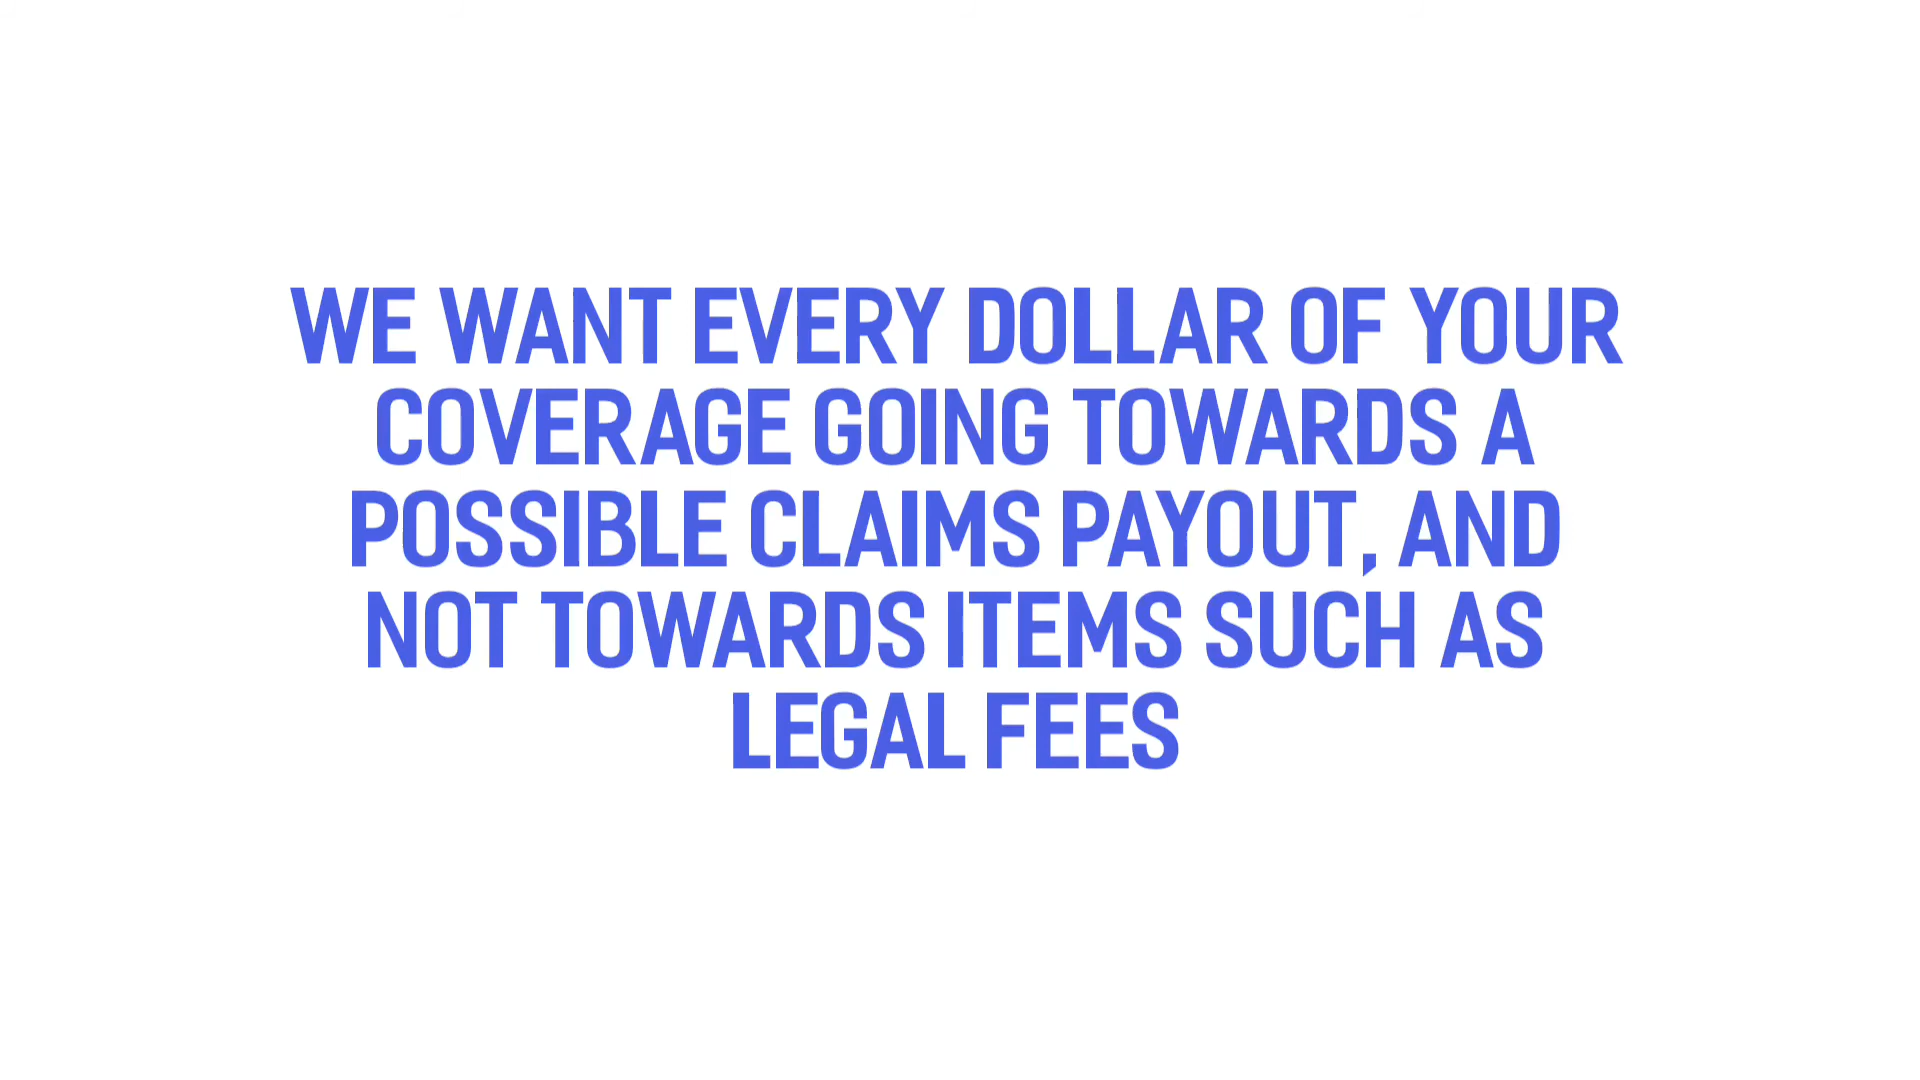 WE WANT EVERY DOLLAR OF YOUR
COVERAGE GOING TOWARDS A
POSSIBLE CLAIMS PAYOUT, AND
NOT TOWARDS ITEMS SUCH AS
LEGAL FEES